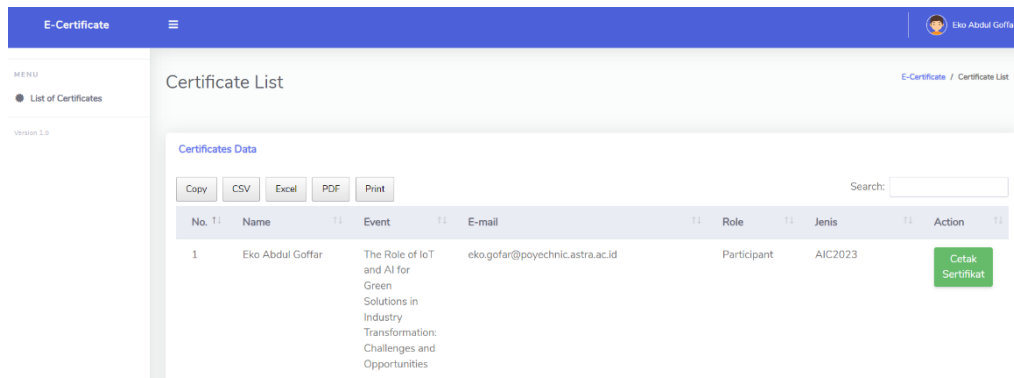 E-Certificate
Eko Abdul Goffa
MENU
List of Certificates
Version 1.0
Certificate List
E-Certificate / Certificate List
Certificates Data
Copy CSV Excel PDF Print
Search:
No. Name Event E-mail Role Jenis Action
1 Eko Abdul Goffar The Role of IoT eko.gofar@poyechnic.astra.ac.id Participant AIC2023 Cetak
and AI for
Sertifikat
Green
Solutions in
Industry
Transformation:
Challenges and
Opportunities